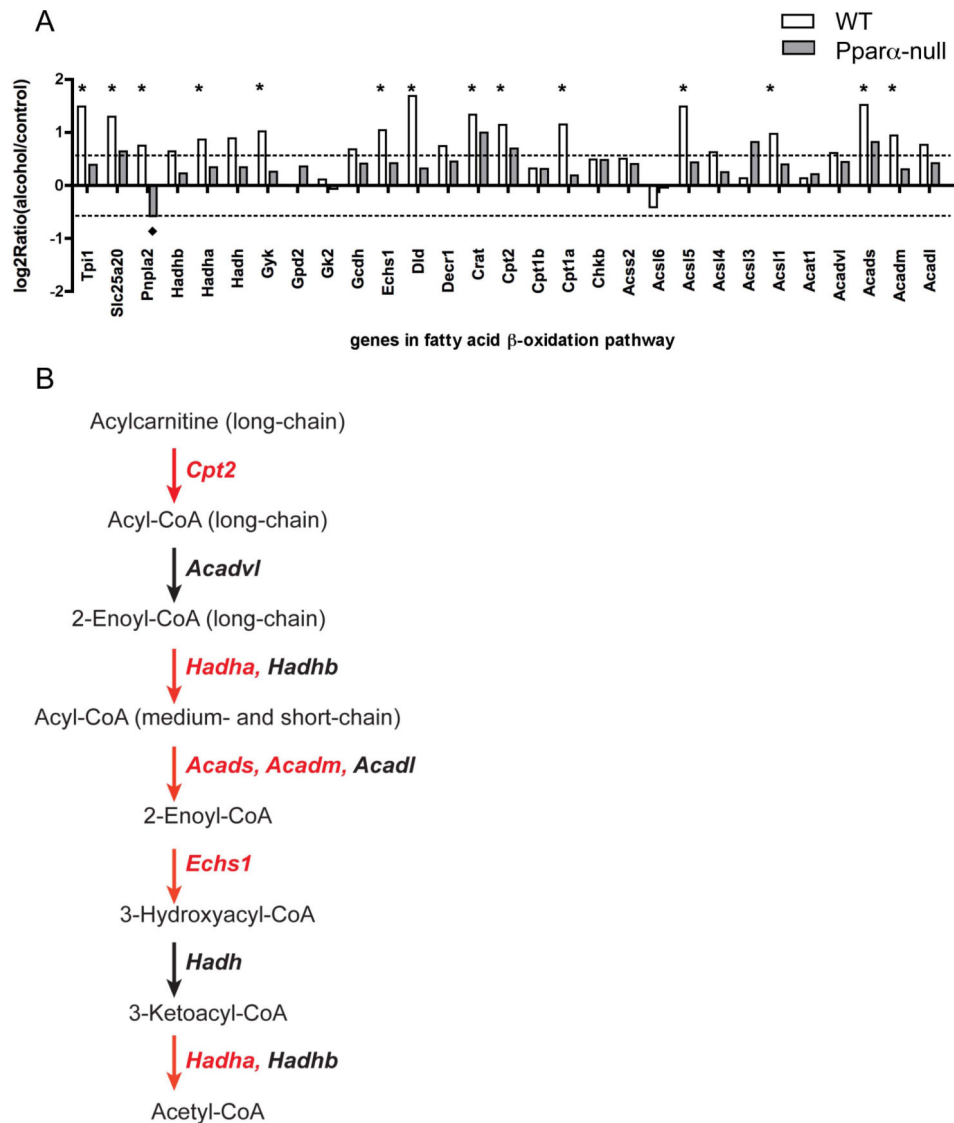 A
WT
Pparα-null
log2Ratio(alcohol/control)
2
1
0
-1
-2
* * * * * * * * * * * * * *
◆
Tpi1
Slc25a20
Pnpla2
Hadhb
Hadha
Hadh
Gyk
Gpd2
Gk2
Gcdh
Echs1
Dld
Decr1
Crat
Cpt2
Cpt1b
Cpt1a
Chkb
Acss2
Acsl6
Acsl5
Acsl4
Acsl3
Acsl1
Acat1
Acadvl
Acads
Acadm
Acadl
genes in fatty acid β-oxidation pathway
B
Acylcarnitine (long-chain)
Cpt2
Acyl-CoA (long-chain)
Acadvl
2-Enoyl-CoA (long-chain)
Hadha, Hadhb
Acyl-CoA (medium- and short-chain)
Acads, Acadm, Acadl
2-Enoyl-CoA
Echs1
3-Hydroxyacyl-CoA
Hadh
3-Ketoacyl-CoA
Hadha, Hadhb
Acetyl-CoA